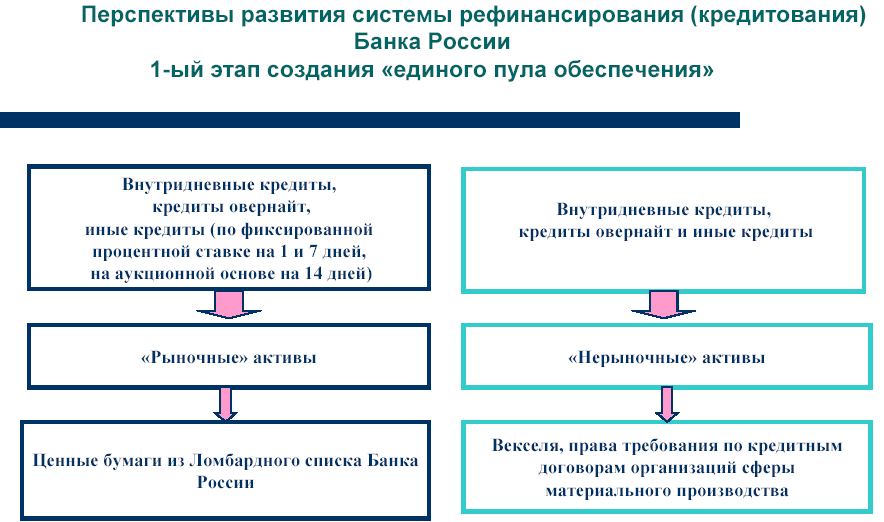 Перспективы развития системы рефинансирования (кредитования)
Банка России
1-ый этап создания «единого пула обеспечения»
Внутридневные кредиты,
кредиты овернайт,
иные кредиты (по фиксированной
процентной ставке на 1 и 7 дней,
на аукционной основе на 14 дней)
Внутридневные кредиты,
кредиты овернайт и иные кредиты
«Рыночные» активы
«Нерыночные» активы
Ценные бумаги из Ломбардного списка Банка
России
Векселя, права требования по кредитным
договорам организаций сферы
материального производства